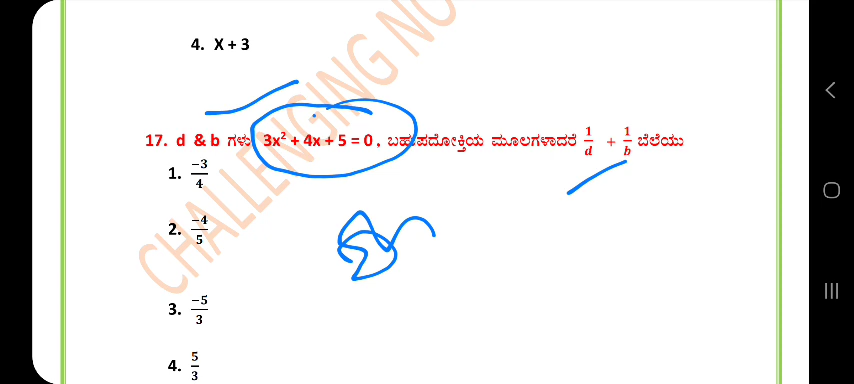 4. X + 3
17. d & b ಗಳು 3x² + 4x + 5 = 0, ಬಹುಪದೋಕ್ತಿಯ ಮೂಲಗಳಾದರೆ 1/d + 1/b ಬೆಲೆಯು
1. -3/4
2. -4/5
3. -5/3
4. 5/3
CHALLENGING NO